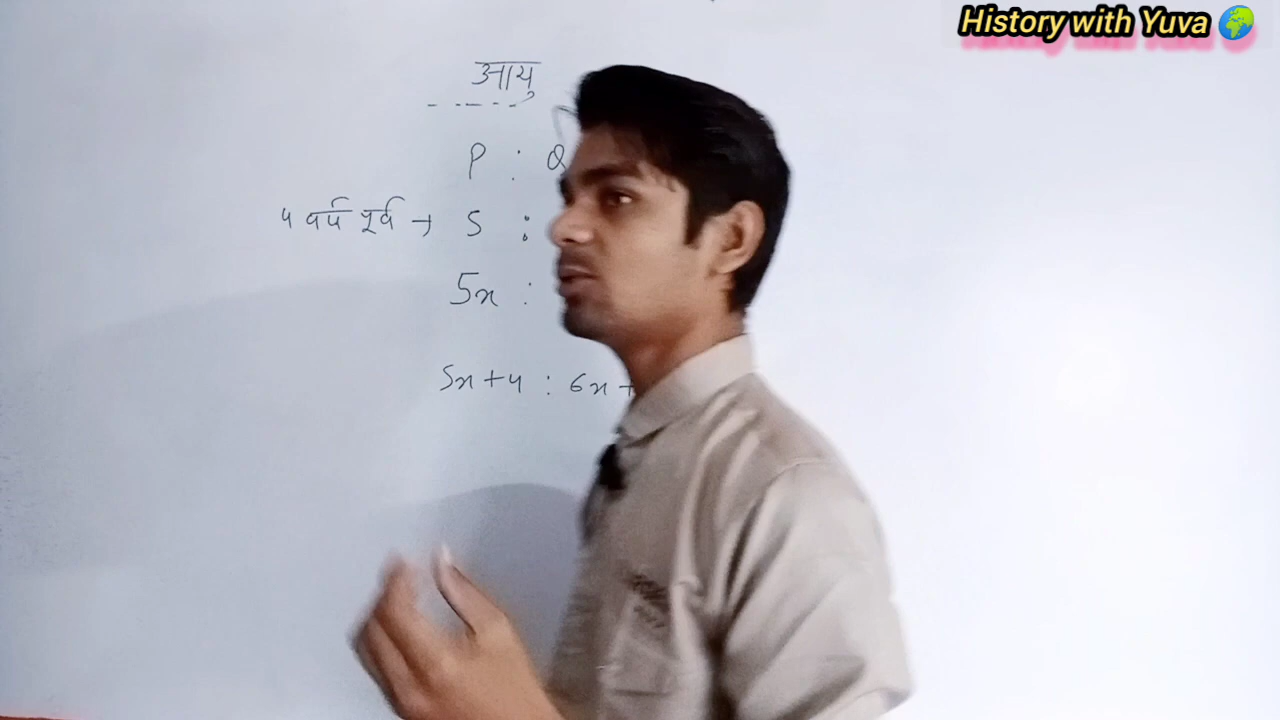 History with Yuva 🌍
आयु
P : Q
4 वर्ष पूर्व → 5 :
5x :
5x+4 : 6x+